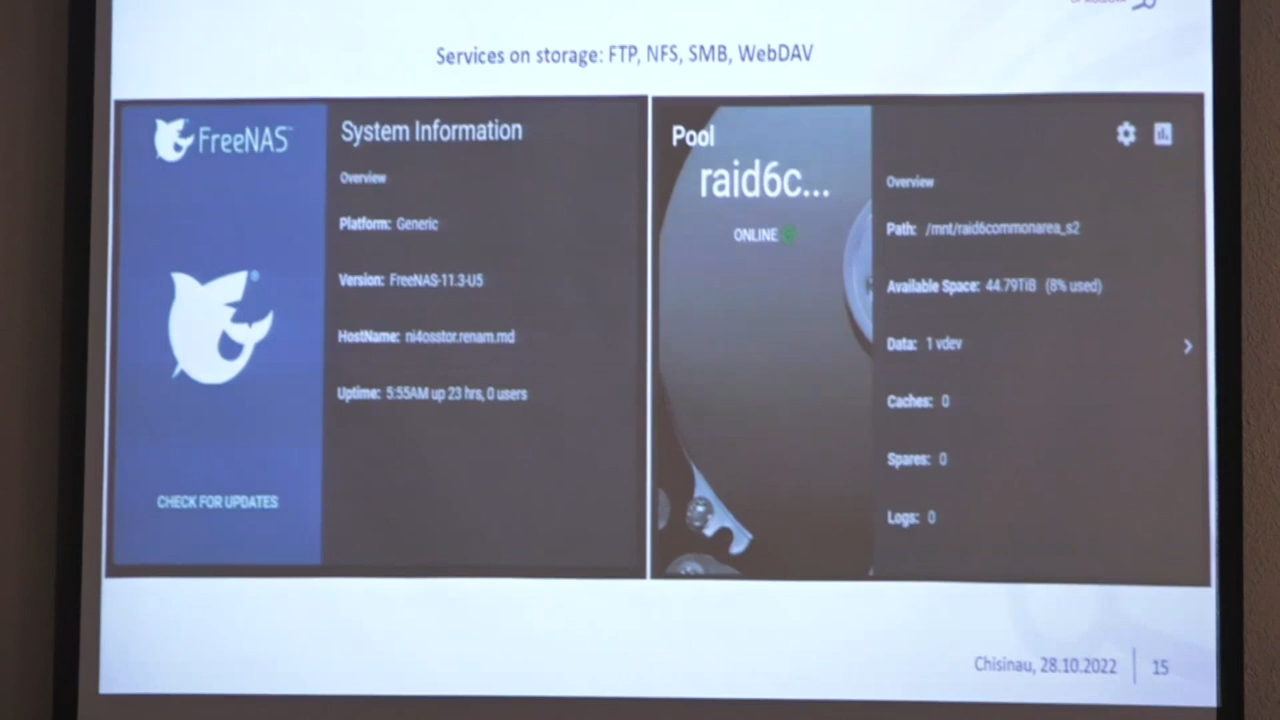 Services on storage: FTP, NFS, SMB, WebDAV
FreeNAS
System Information
Overview
Platform: Generic
Version: FreeNAS-11.3-U5
HostName: ni4osstor.renam.md
Uptime: 5:55AM up 23 hrs, 0 users
CHECK FOR UPDATES
Pool
raid6c...
ONLINE
Overview
Path: /mnt/raid6commonarea_s2
Available Space: 44.79TiB (8% used)
Data: 1 vdev
Caches: 0
Spares: 0
Logs: 0
Chisinau, 28.10.2022
15